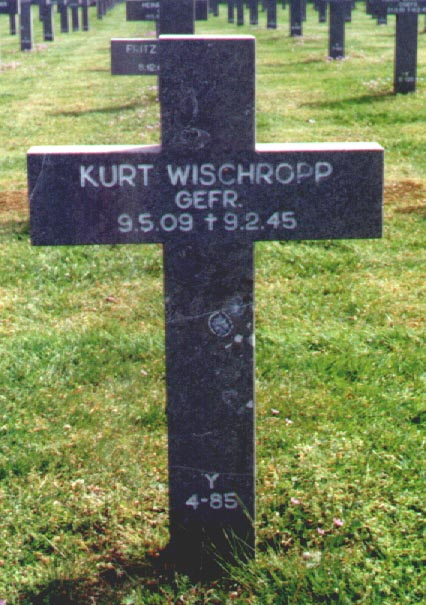 FRITZ
KURT WISCHROPP
GEFR.
9.5.09 † 9.2.45
Y
4-85